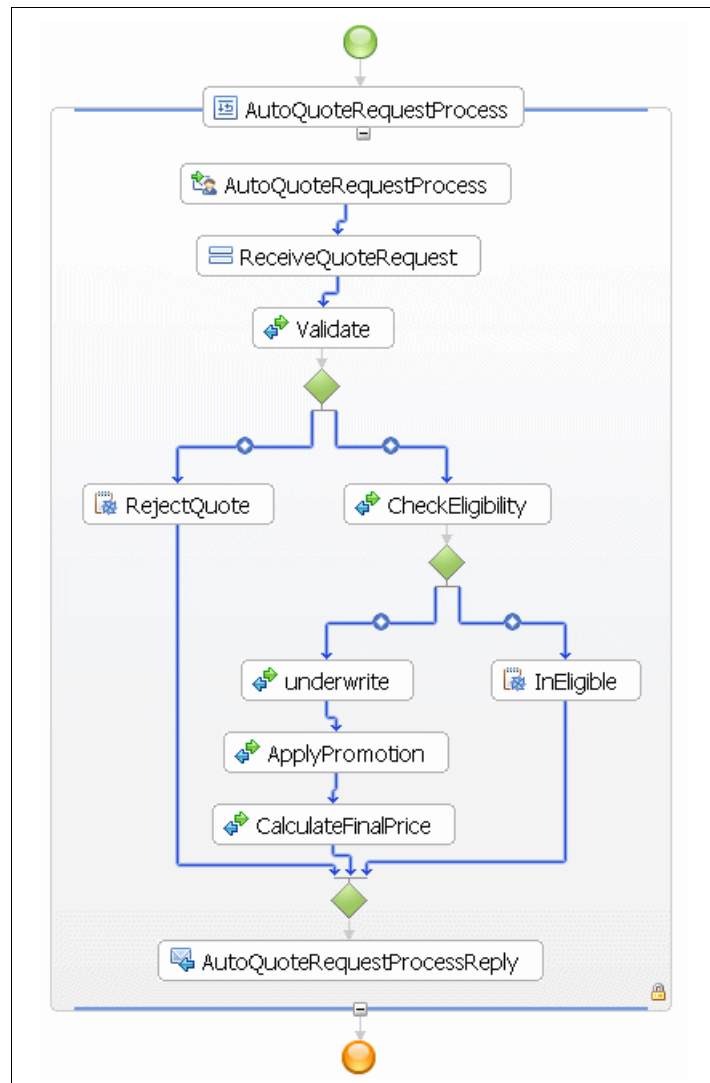 AutoQuoteRequestProcess
AutoQuoteRequestProcess
ReceiveQuoteRequest
Validate
RejectQuote
CheckEligibility
underwrite
InEligible
ApplyPromotion
CalculateFinalPrice
AutoQuoteRequestProcessReply